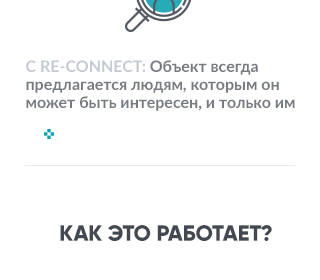 С RE-CONNECT: Объект всегда
предлагается людям, которым он
может быть интересен, и только им
КАК ЭТО РАБОТАЕТ?